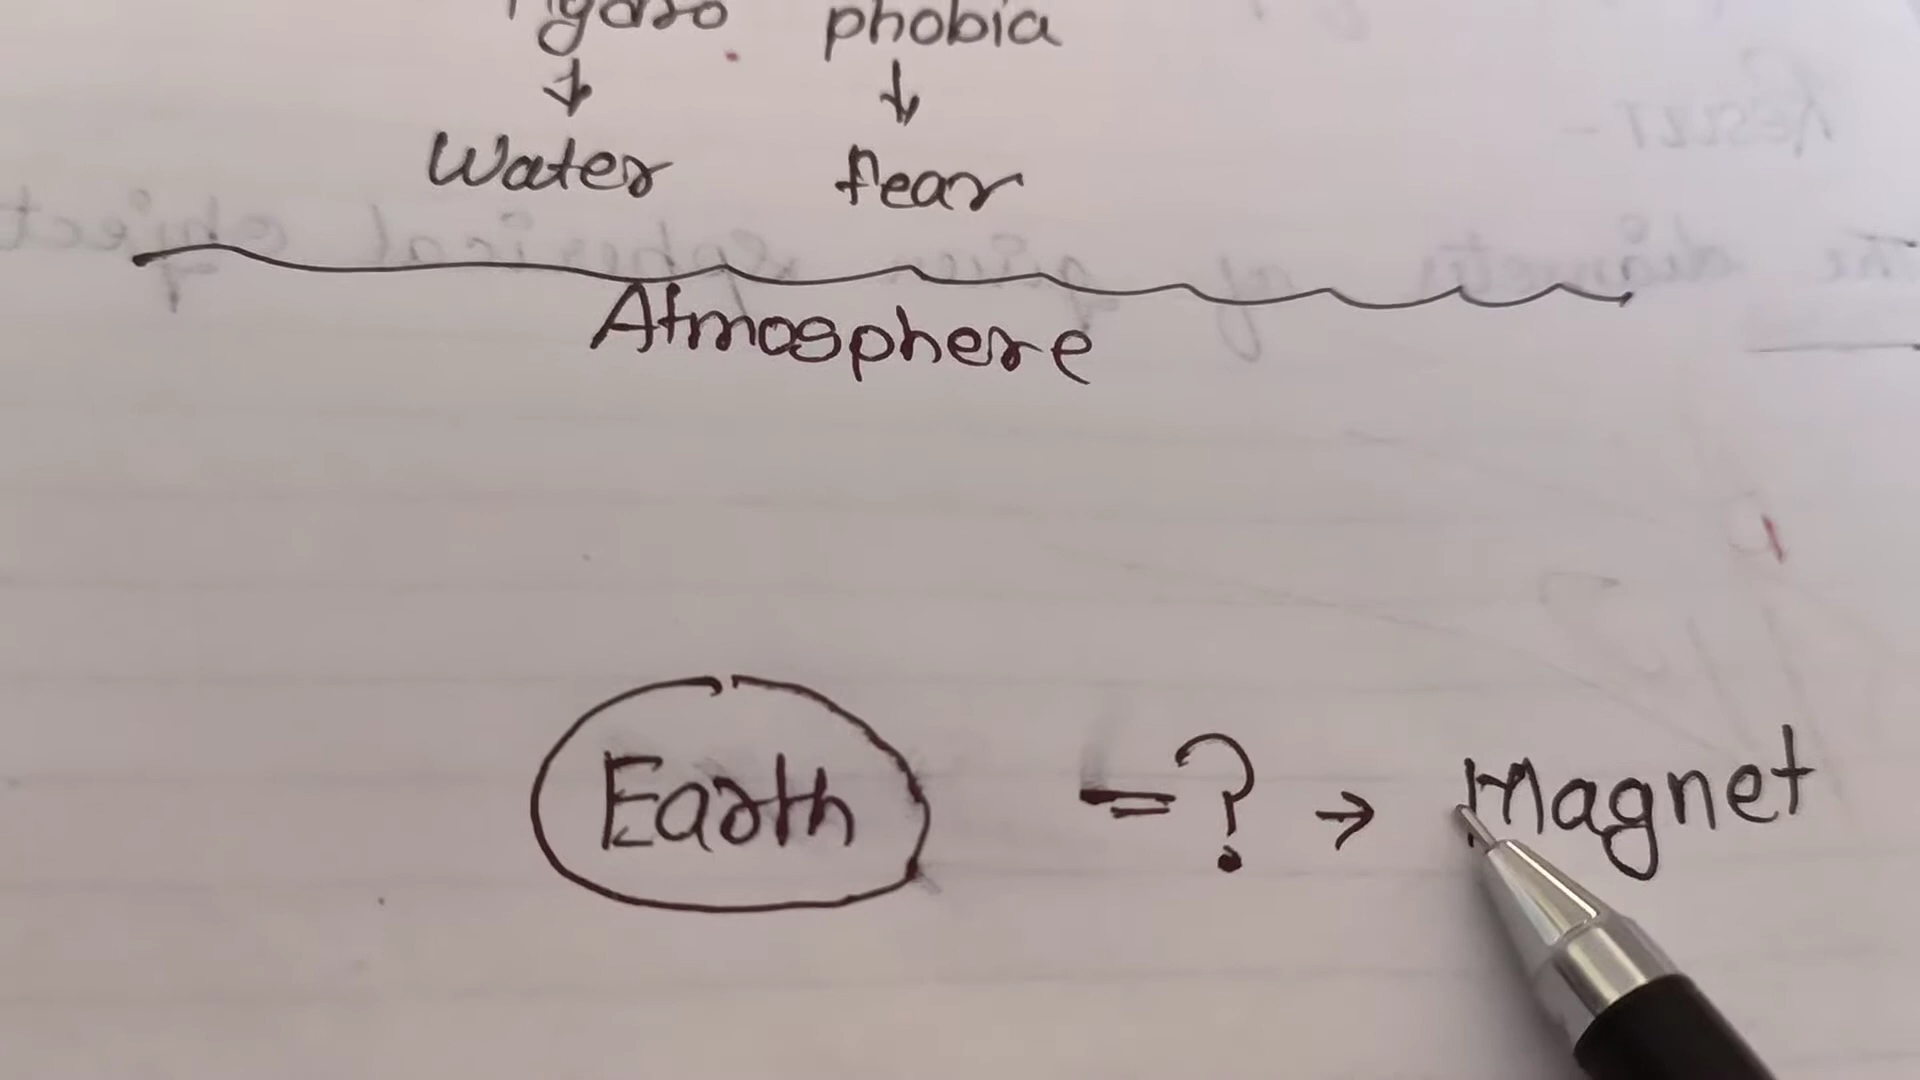 phobia
↓ ↓
Water fear
Atmosphere
Earth =? → Magnet